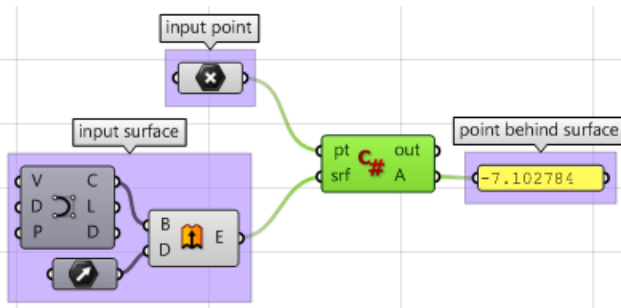 input point
input surface
point behind surface
pt out
C#
srf A
-7.102784
V C
D L
P D
B
E
D